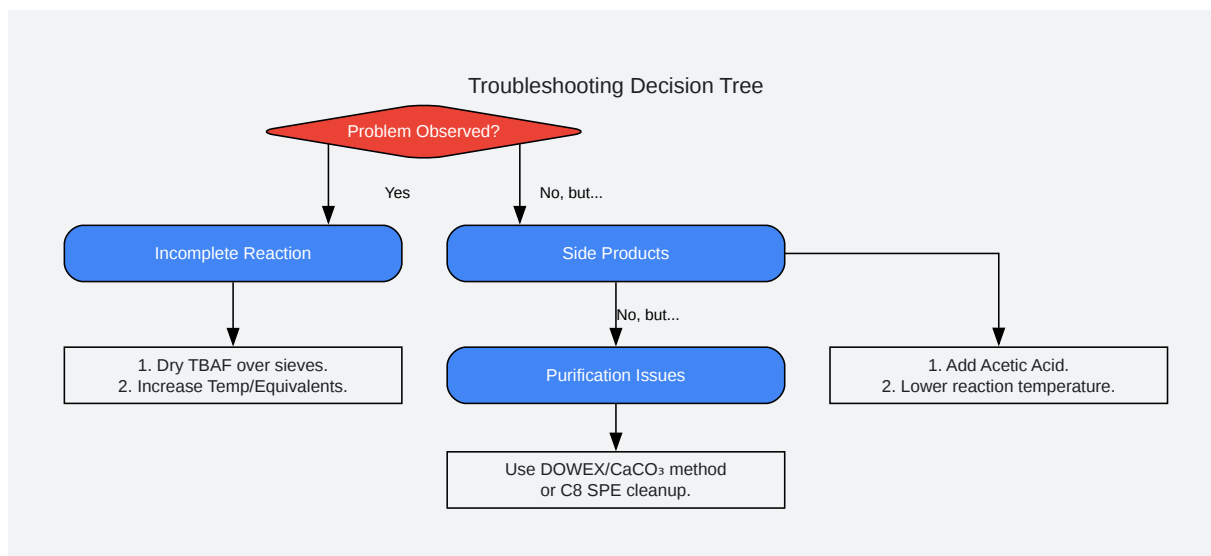 Troubleshooting Decision Tree
Problem Observed?
Yes
No, but...
Incomplete Reaction
Side Products
No, but...
1. Dry TBAF over sieves.
2. Increase Temp/Equivalents.
Purification Issues
1. Add Acetic Acid.
2. Lower reaction temperature.
Use DOWEX/CaCO₃ method
or C8 SPE cleanup.